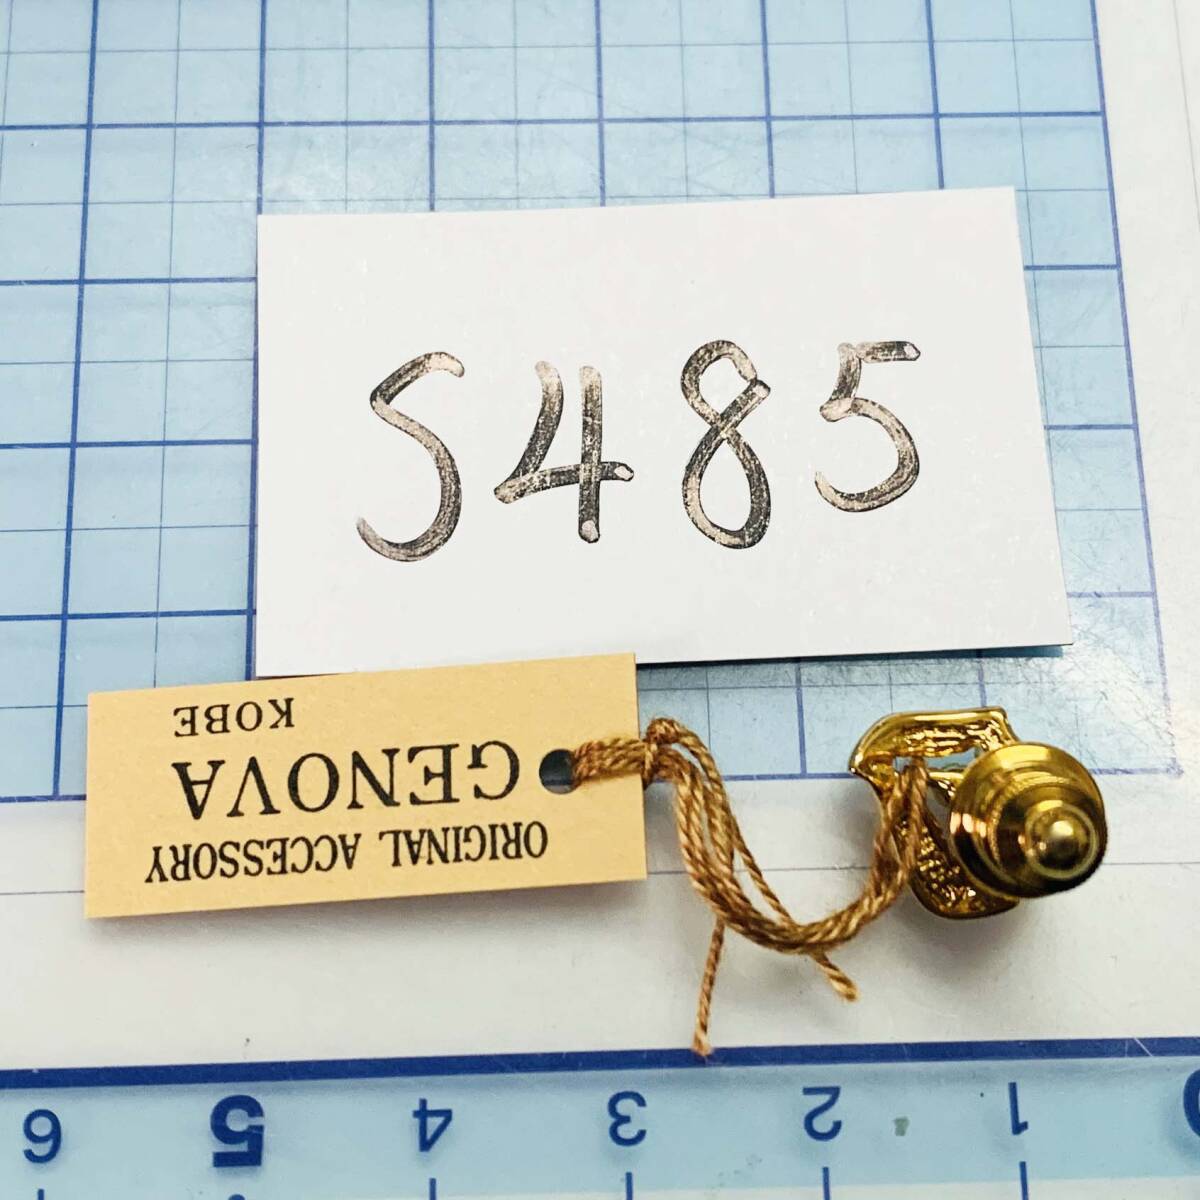 S485
ORIGINAL ACCESSORY
GENOVA
KOBE
6 5 4 3 2 1 0